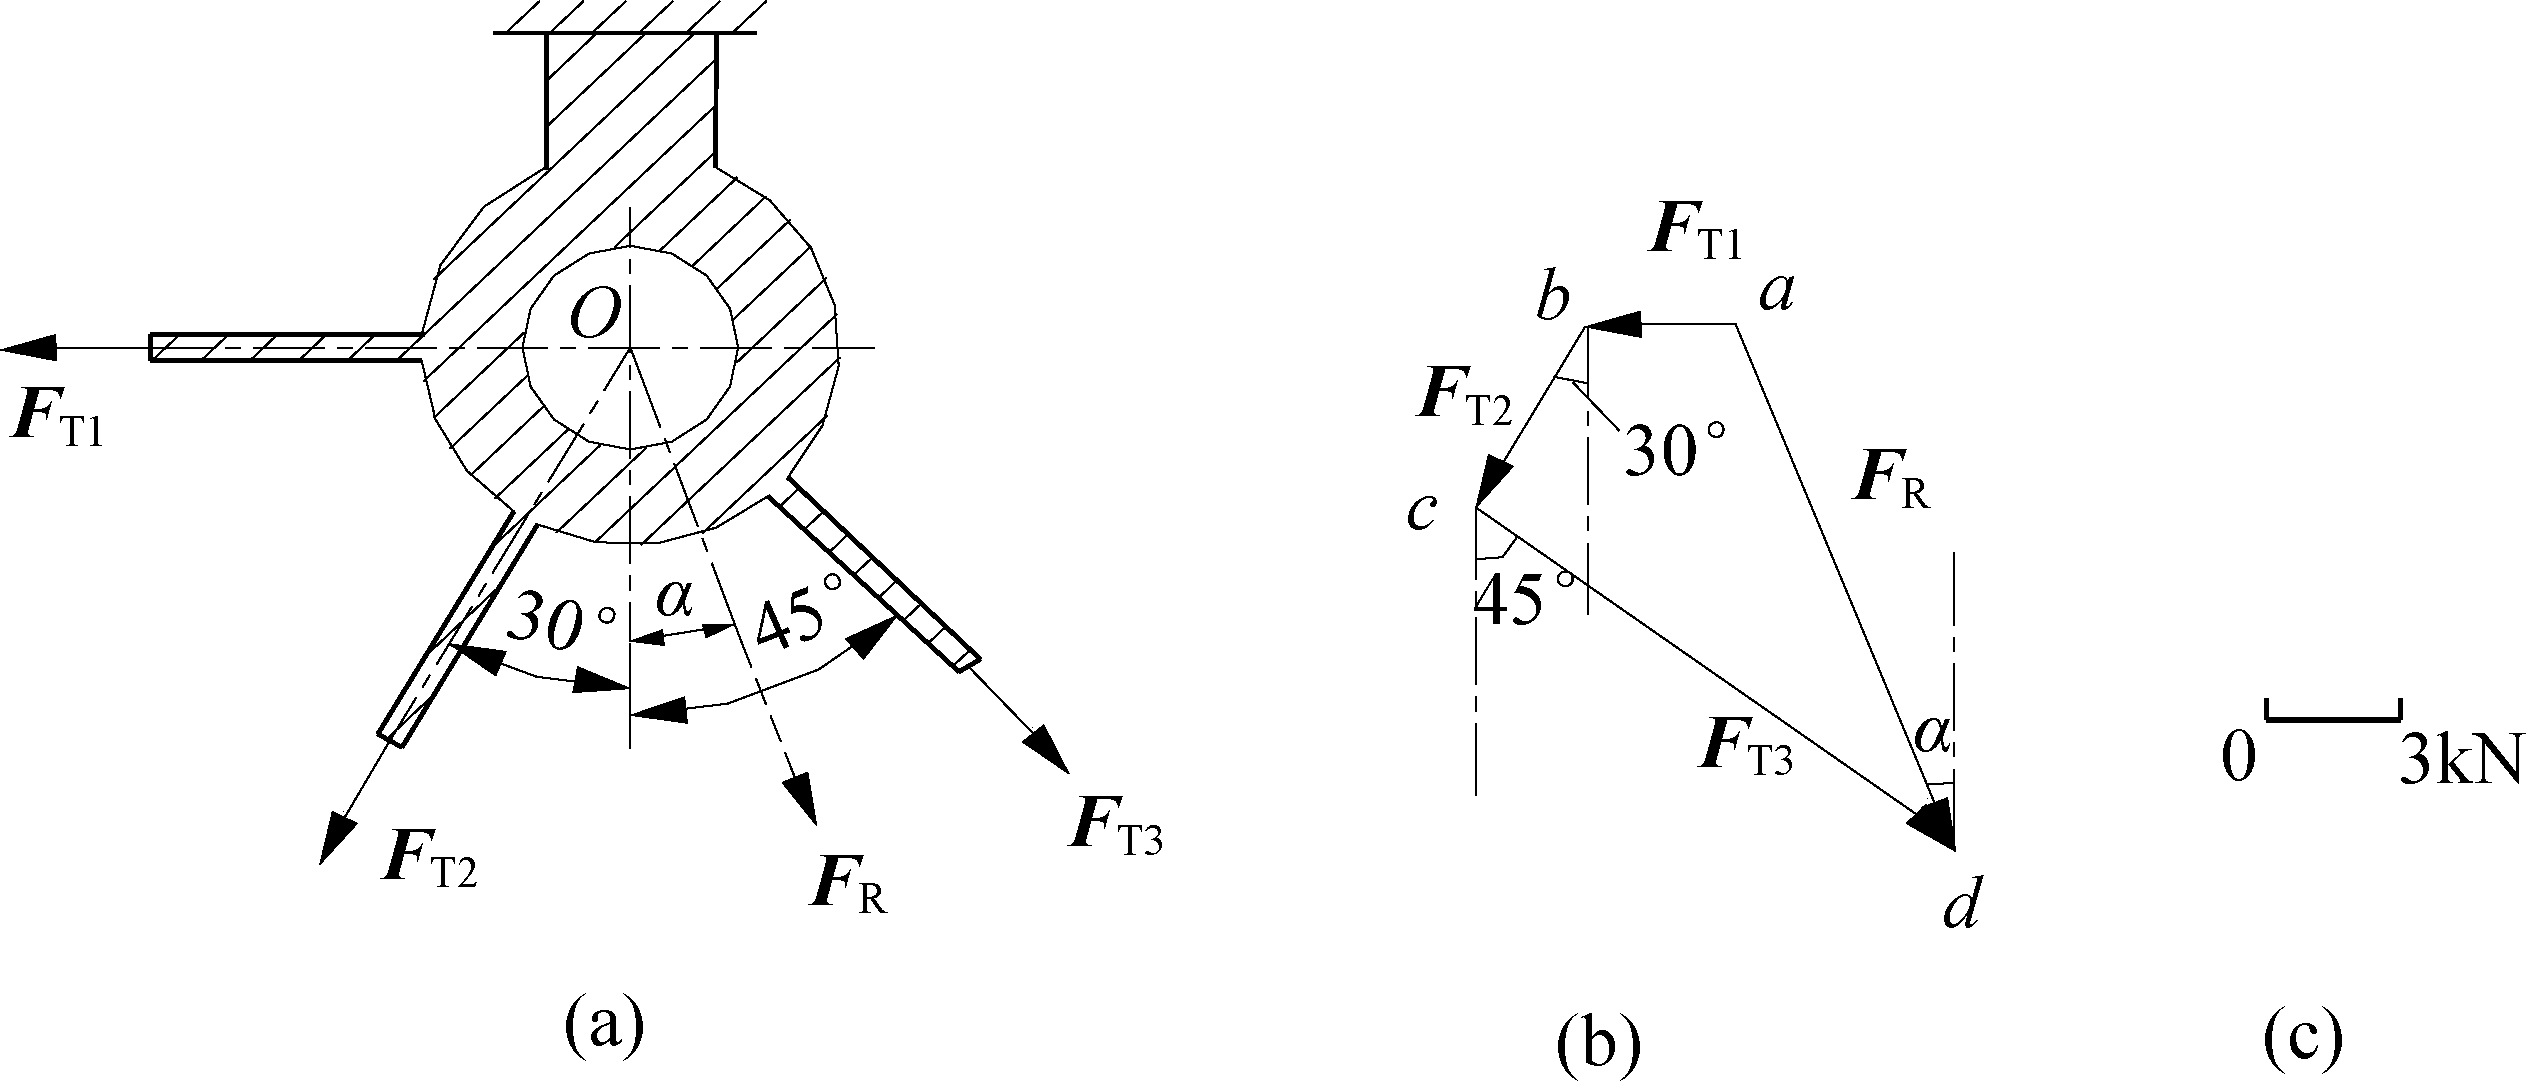 O
F_T1
30°
α
45°
F_T2
F_R
F_T3
(a)
F_T1
b
a
F_T2
30°
c
F_R
45°
F_T3
α
d
(b)
0
3kN
(c)